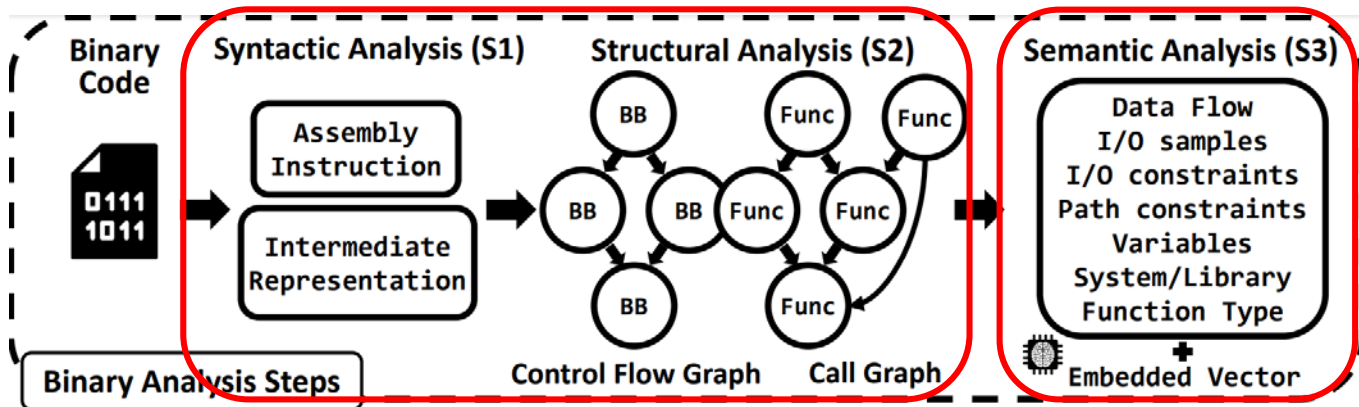 Binary
Code
0111
1011
Syntactic Analysis (S1)
Assembly
Instruction
Intermediate
Representation
Structural Analysis (S2)
BB
BB
BB
BB
Control Flow Graph
Func
Func
Func
Func
Func
Call Graph
Semantic Analysis (S3)
Data Flow
I/O samples
I/O constraints
Path constraints
Variables
System/Library
Function Type
+
Embedded Vector
Binary Analysis Steps